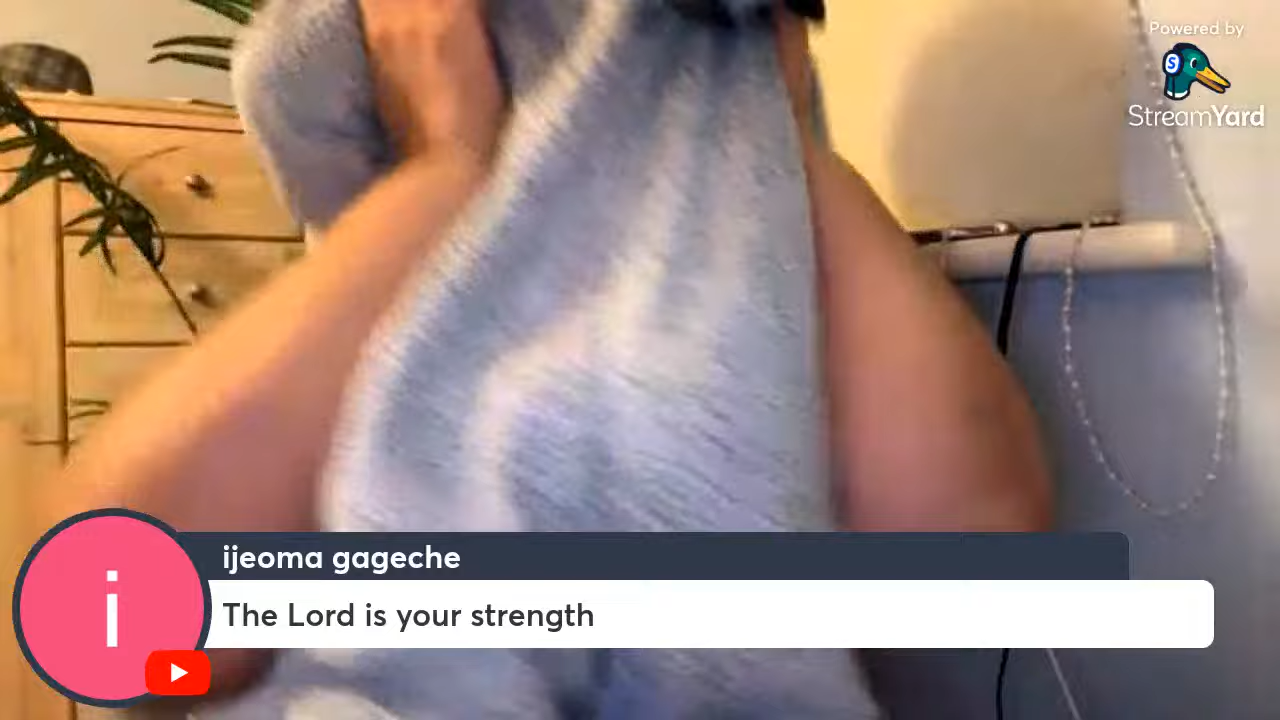 Powered by
S
StreamYard
ijeoma gageche
i
The Lord is your strength